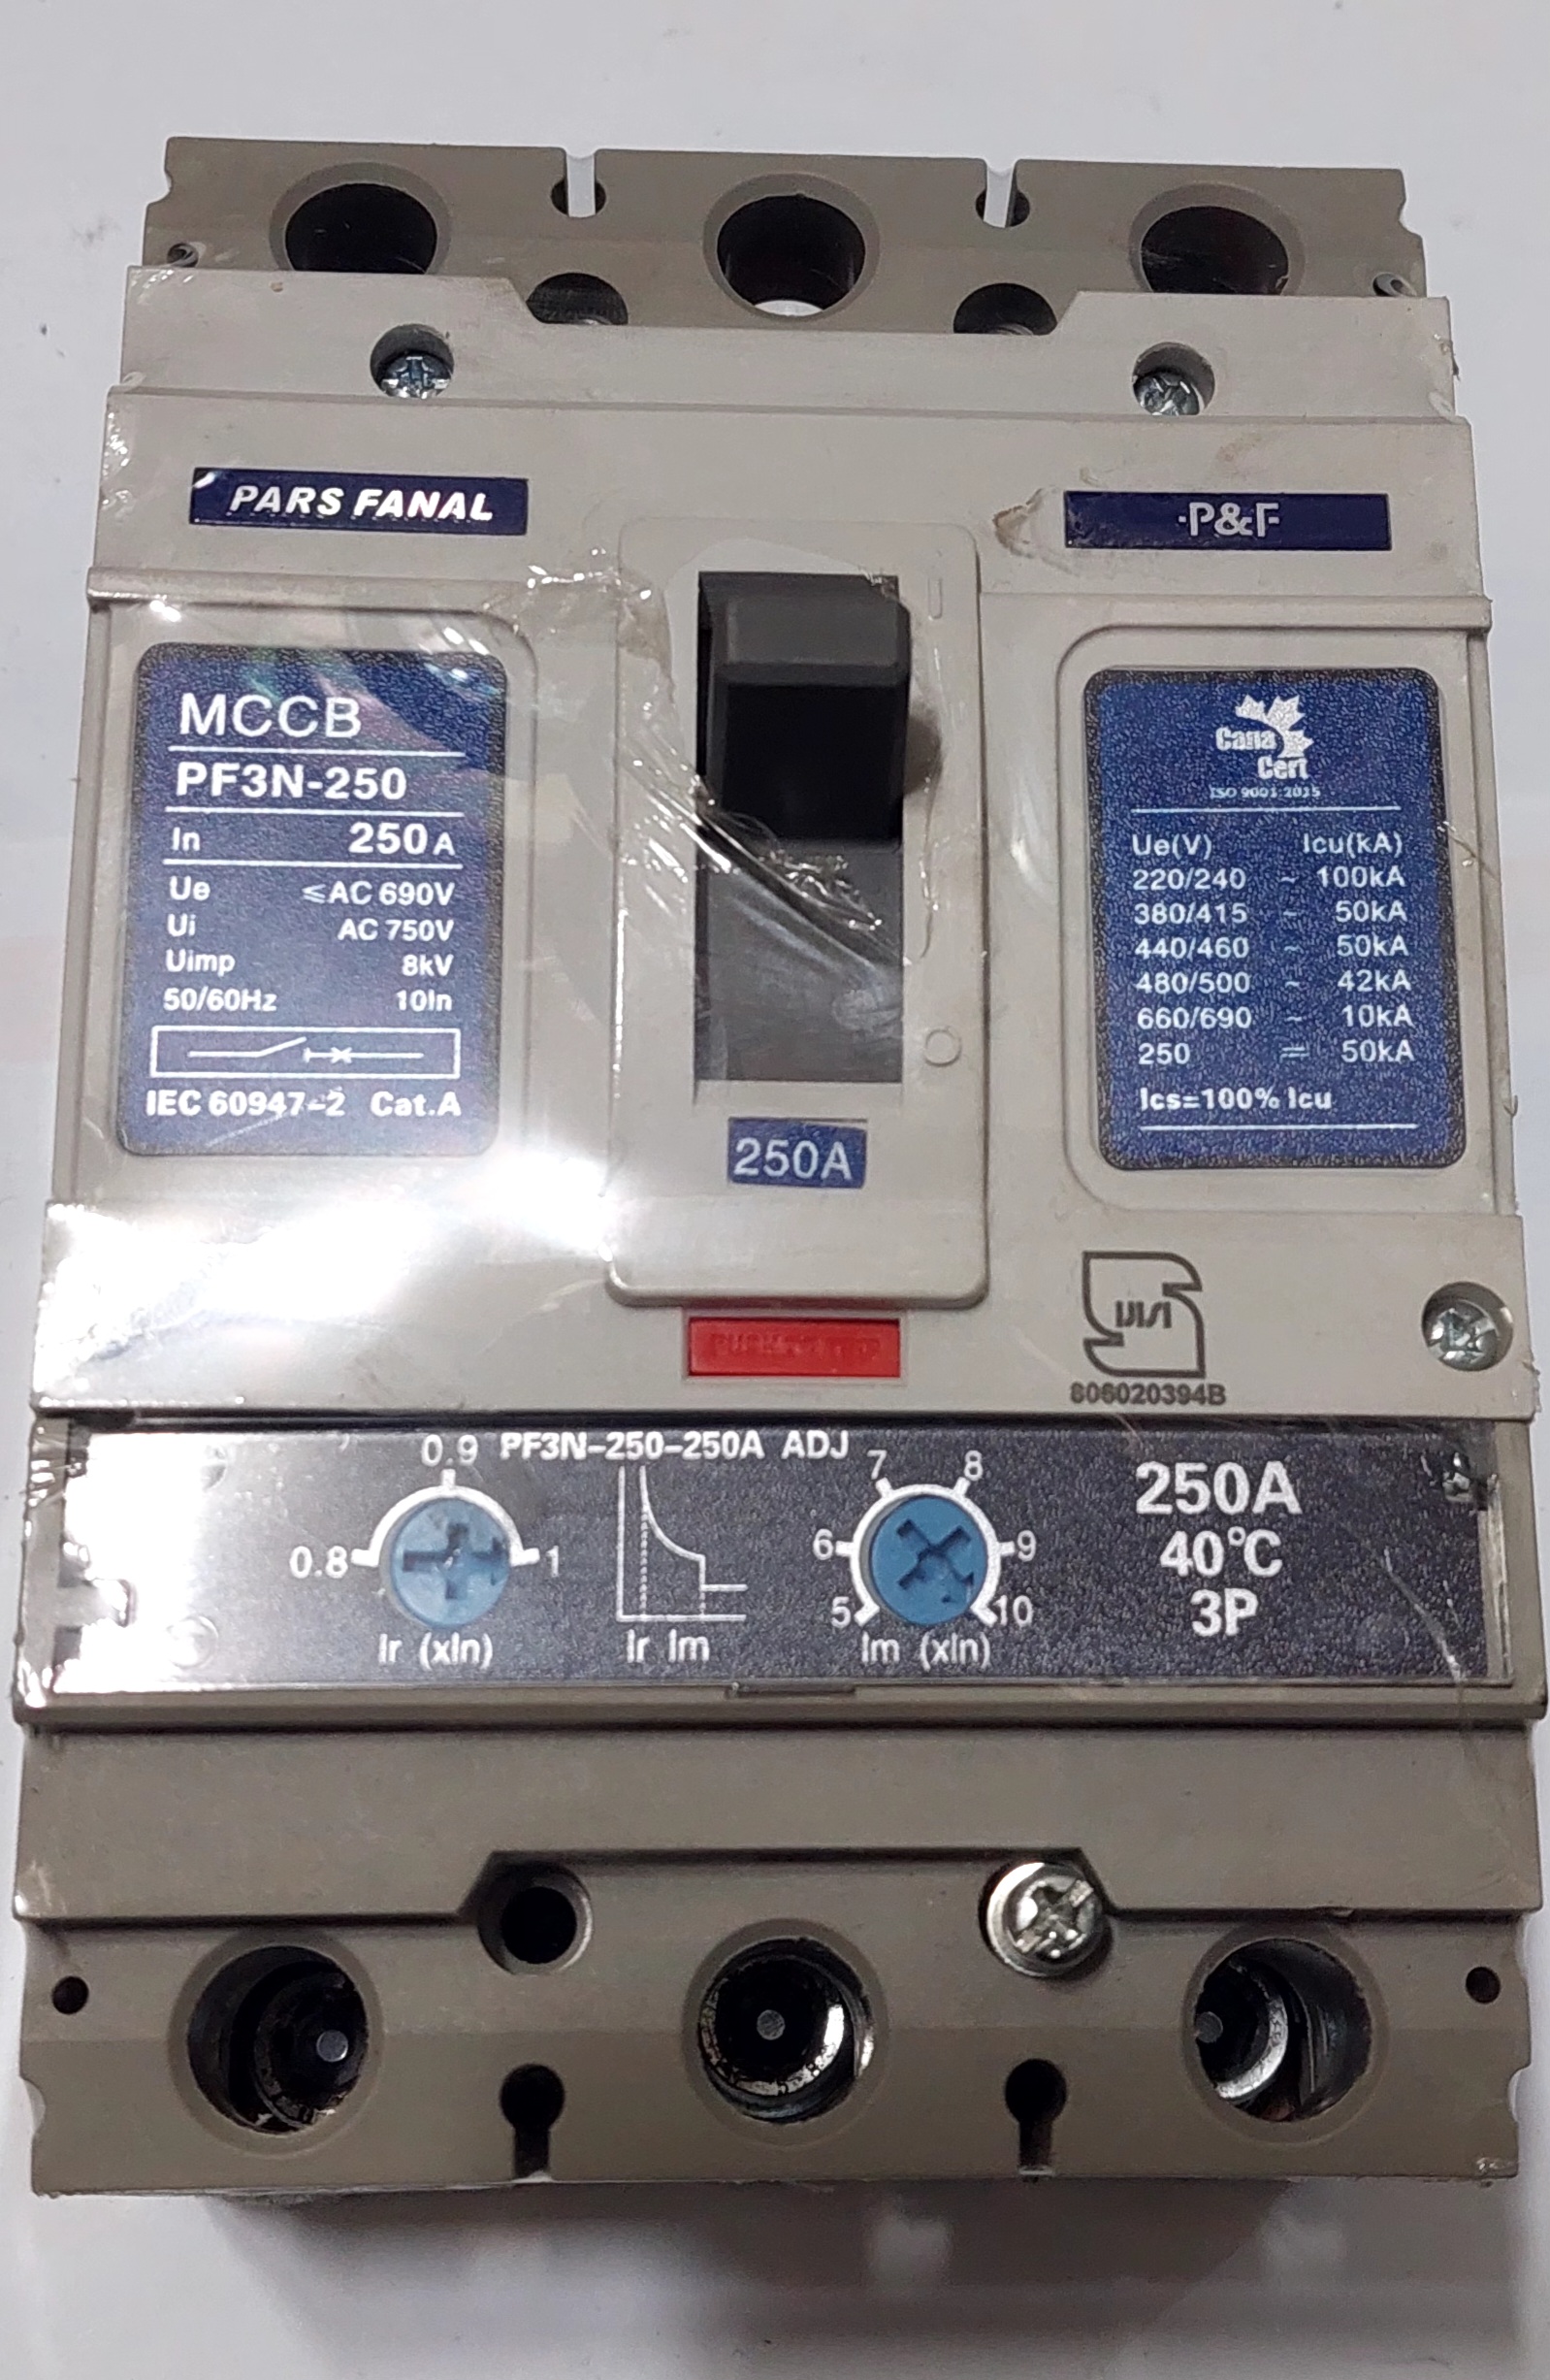 PARS FANAL
P&F
MCCB
PF3N-250
In 250A
Ue ≤AC 690V
Ui AC 750V
Uimp 8kV
50/60Hz 10In
IEC 60947-2 Cat.A
Cana
Cert
ISO 9001:2015
Ue(V) Icu(kA)
220/240 ~ 100kA
380/415 ~ 50kA
440/460 ~ 50kA
480/500 ~ 42kA
660/690 ~ 10kA
250 ⎓ 50kA
Ics=100% Icu
250A
806020394B
PF3N-250-250A ADJ
0.8 0.9 1
Ir (xIn)
Ir Im
5 6 7 8 9 10
Im (xIn)
250A
40°C
3P